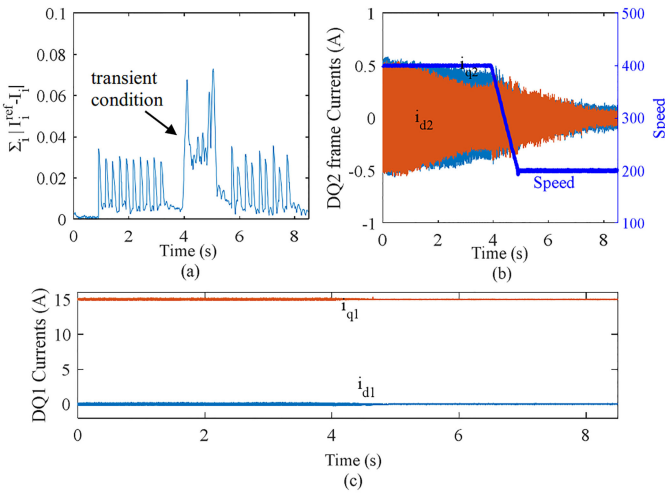 0.1
0.08
0.06
0.04
0.02
0
Σi | Ii^ref-Ii|
transient
condition
0 2 4 6 8
Time (s)
(a)
1
0.5
0
-0.5
-1
DQ2 frame Currents (A)
iq2
id2
Speed
500
400
300
200
100
Speed
0 2 4 6 8
Time (s)
(b)
15
10
5
0
DQ1 Currents (A)
iq1
id1
0 2 4 6 8
Time (s)
(c)